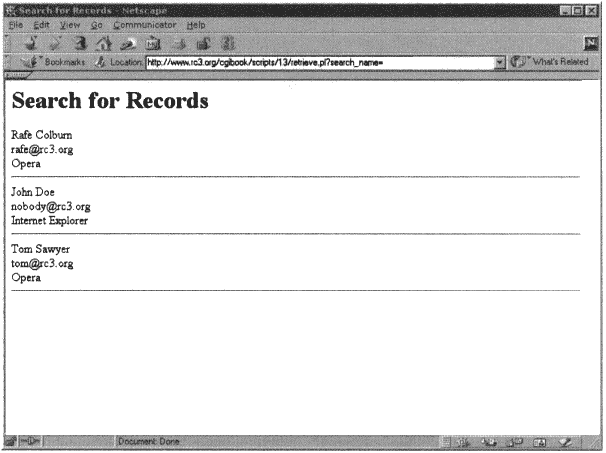 Search for Records - Netscape
File Edit View Go Communicator Help
Bookmarks Location: http://www.rc3.org/cgibook/scripts/13/retrieve.pl?search_name= What's Related
Search for Records
Rafe Colburn
rafe@rc3.org
Opera
John Doe
nobody@rc3.org
Internet Explorer
Tom Sawyer
tom@rc3.org
Opera
Document: Done